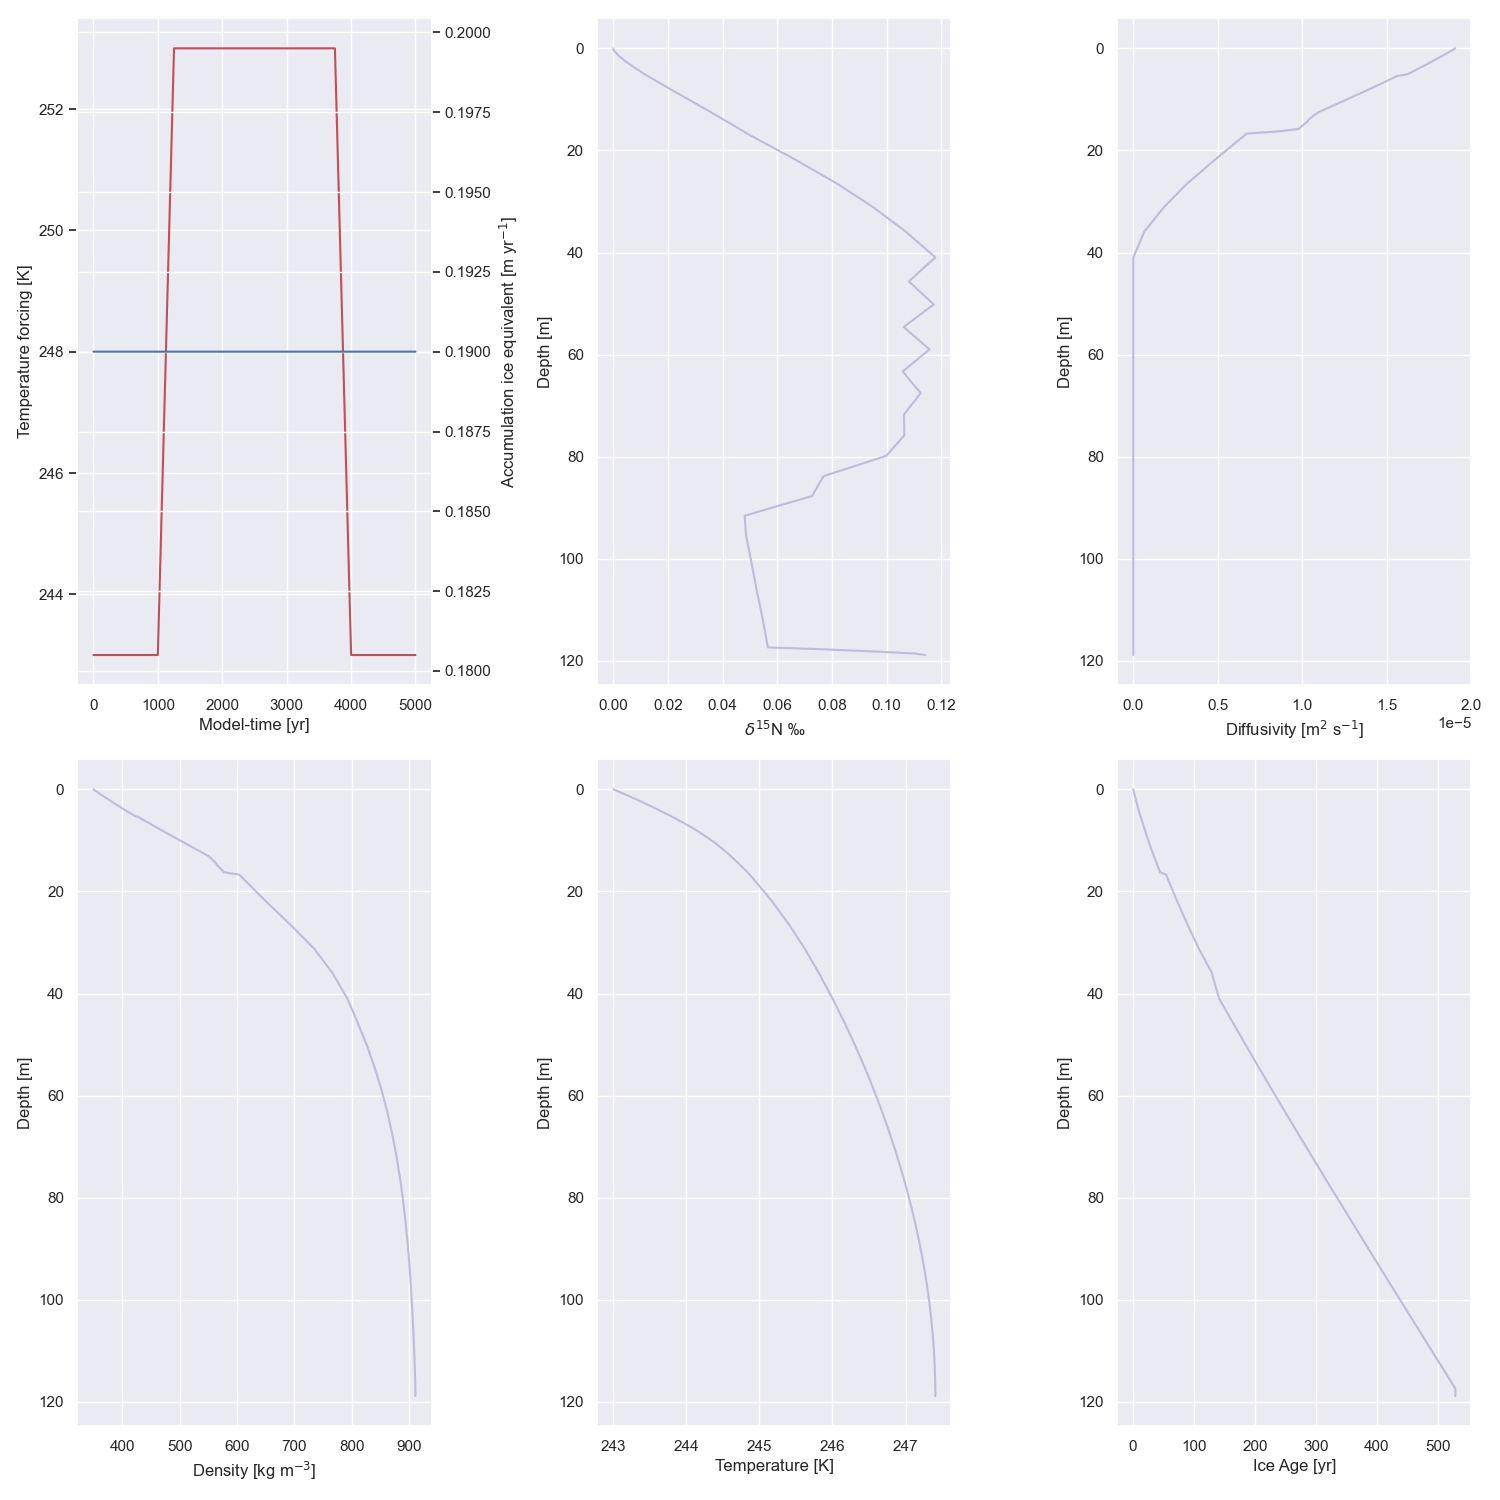 Temperature forcing [K]
252
250
248
246
244
0.2000
0.1975
0.1950
0.1925
0.1900
0.1875
0.1850
0.1825
0.1800
Accumulation ice equivalent [m yr⁻¹]
0 1000 2000 3000 4000 5000
Model-time [yr]
Depth [m]
0
20
40
60
80
100
120
0.00 0.02 0.04 0.06 0.08 0.10 0.12
δ¹⁵N ‰
Depth [m]
0
20
40
60
80
100
120
0.0 0.5 1.0 1.5 2.0
1e−5
Diffusivity [m² s⁻¹]
Depth [m]
0
20
40
60
80
100
120
400 500 600 700 800 900
Density [kg m⁻³]
Depth [m]
0
20
40
60
80
100
120
243 244 245 246 247
Temperature [K]
Depth [m]
0
20
40
60
80
100
120
0 100 200 300 400 500
Ice Age [yr]